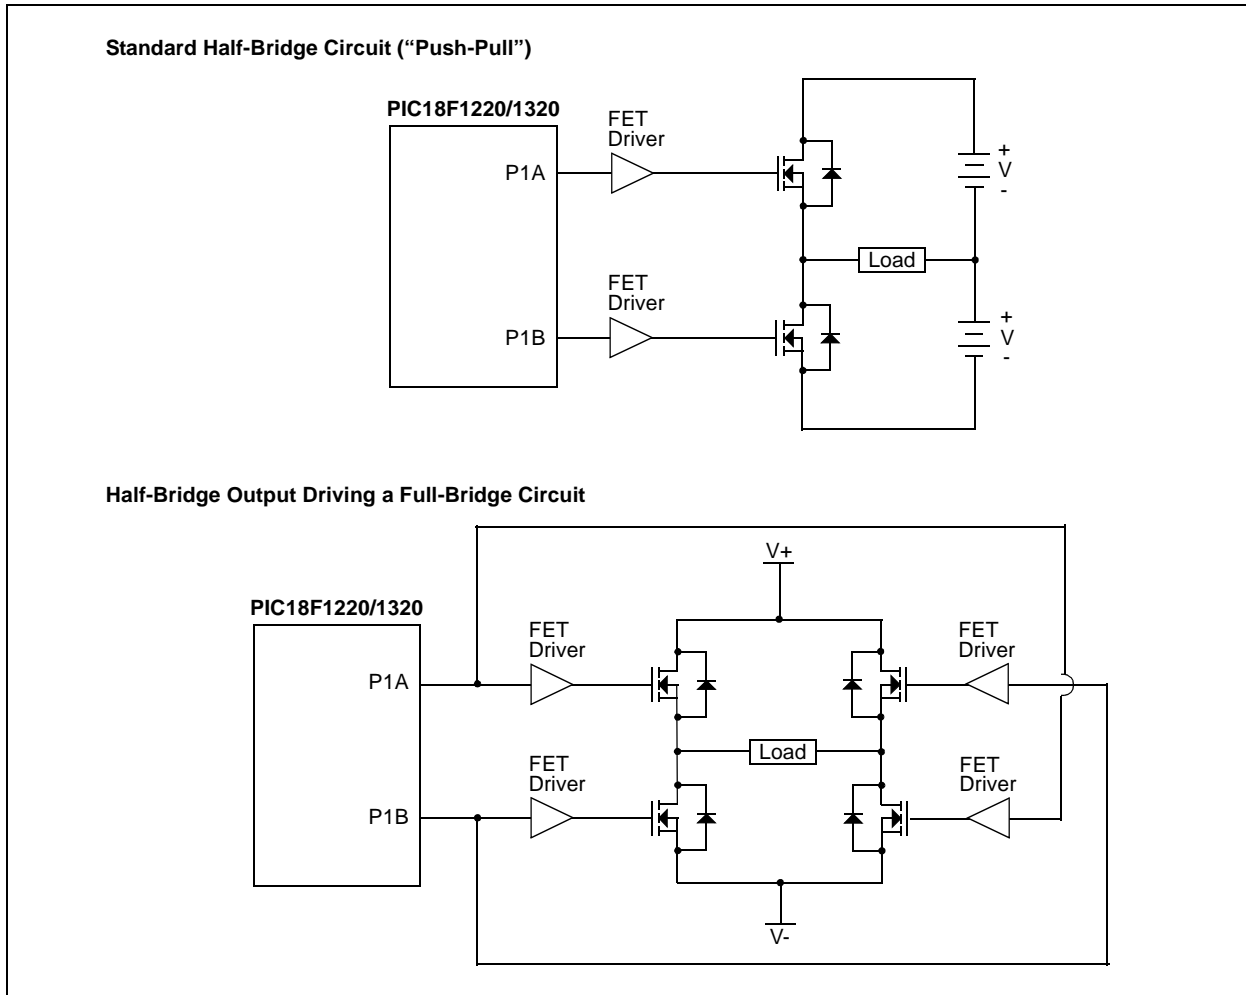 Standard Half-Bridge Circuit (“Push-Pull”)
PIC18F1220/1320
FET
Driver
P1A
+
V
-
Load
FET
Driver
P1B
+
V
-
Half-Bridge Output Driving a Full-Bridge Circuit
V+
PIC18F1220/1320
FET
Driver
FET
Driver
P1A
Load
FET
Driver
FET
Driver
P1B
V-